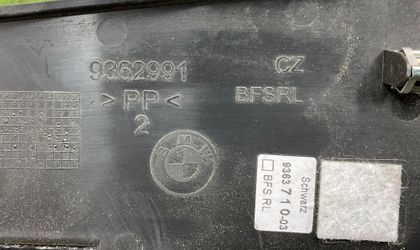 9362991
>PP<
2
CZ
BFSRL
BMW
Schwarz
9363 710-03
BFS RL